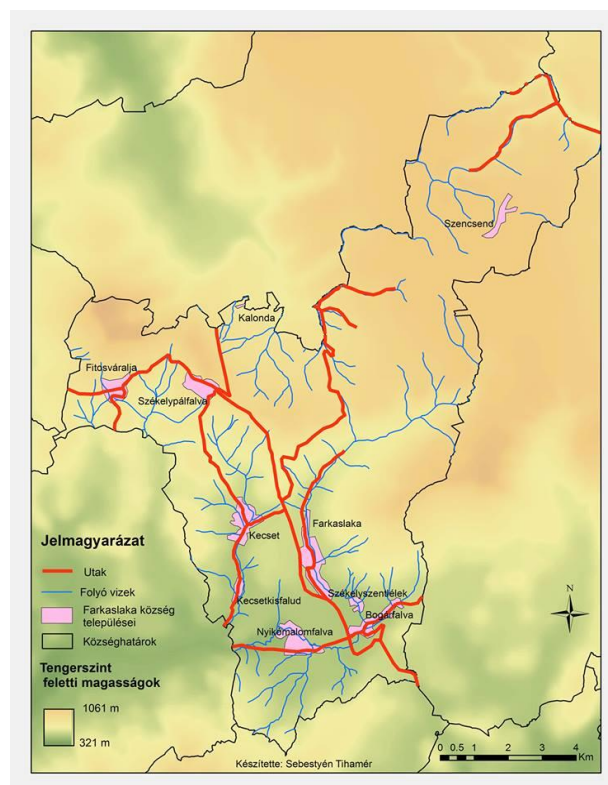 Szencsend
Kalonda
Fitosváralja
Székelypálfalva
Farkaslaka
Kecset
Székelyszentlélek
Kecsetkisfalud
Bogárfalva
Nyikómalomfalva
Jelmagyarázat
Utak
Folyó vizek
Farkaslaka község
települései
Községhatárok
Tengerszint
feletti magasságok
1061 m
321 m
N
0 0.5 1 2 3 4
Km
Készítette: Sebestyén Tihamér